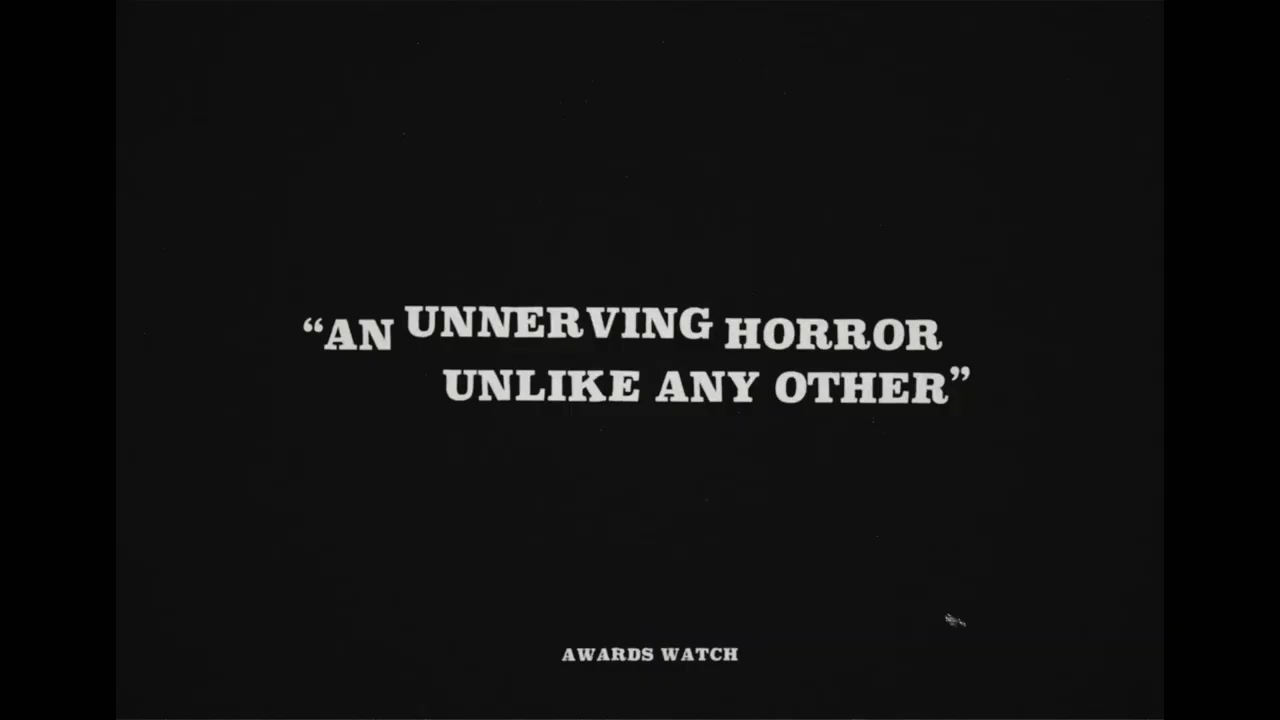 “AN UNNERVING HORROR
UNLIKE ANY OTHER”
AWARDS WATCH